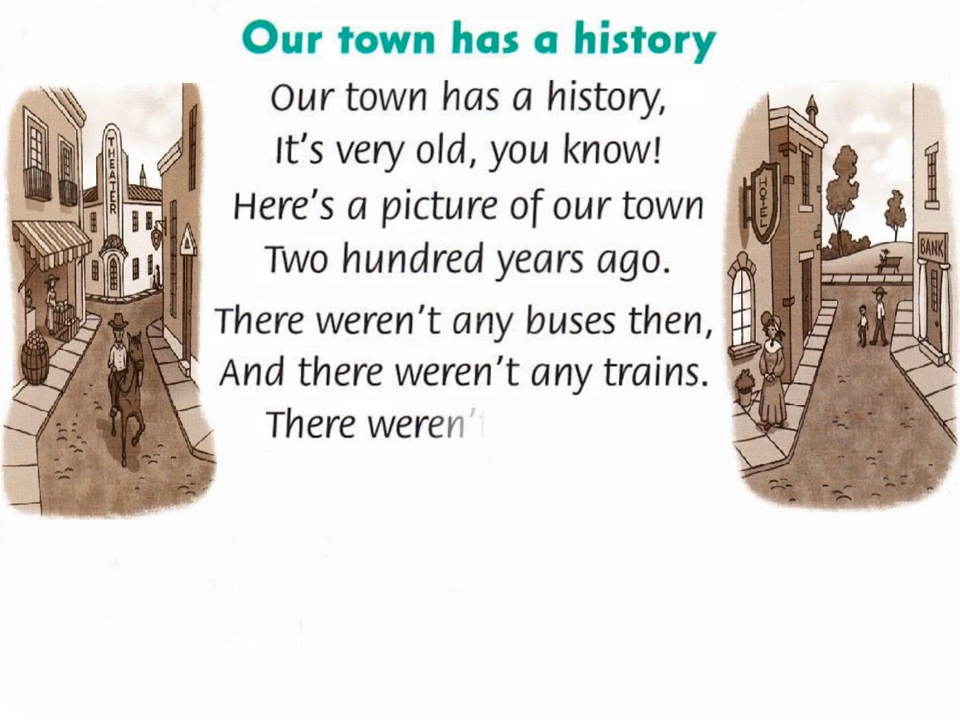 Our town has a history
Our town has a history,
It's very old, you know!
Here's a picture of our town
Two hundred years ago.
There weren't any buses then,
And there weren't any trains.
There weren't
THEATER
HOTEL
BANK